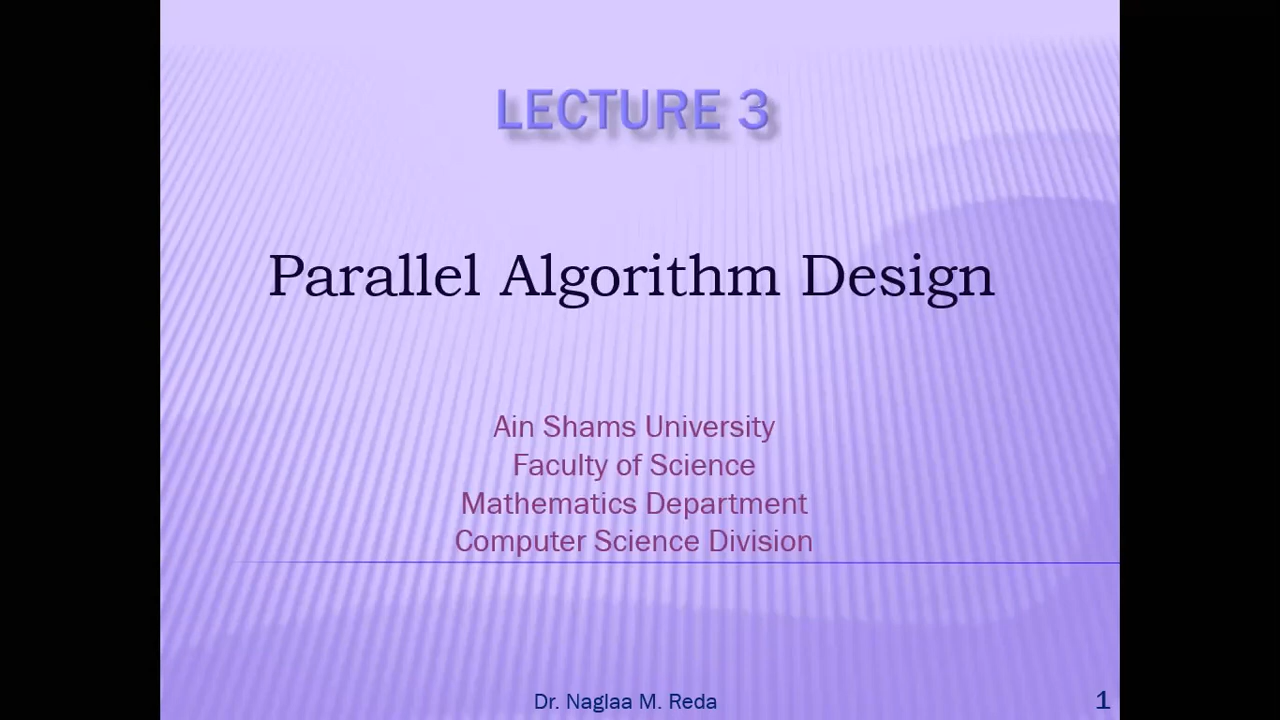 LECTURE 3
Parallel Algorithm Design
Ain Shams University
Faculty of Science
Mathematics Department
Computer Science Division
Dr. Naglaa M. Reda
1